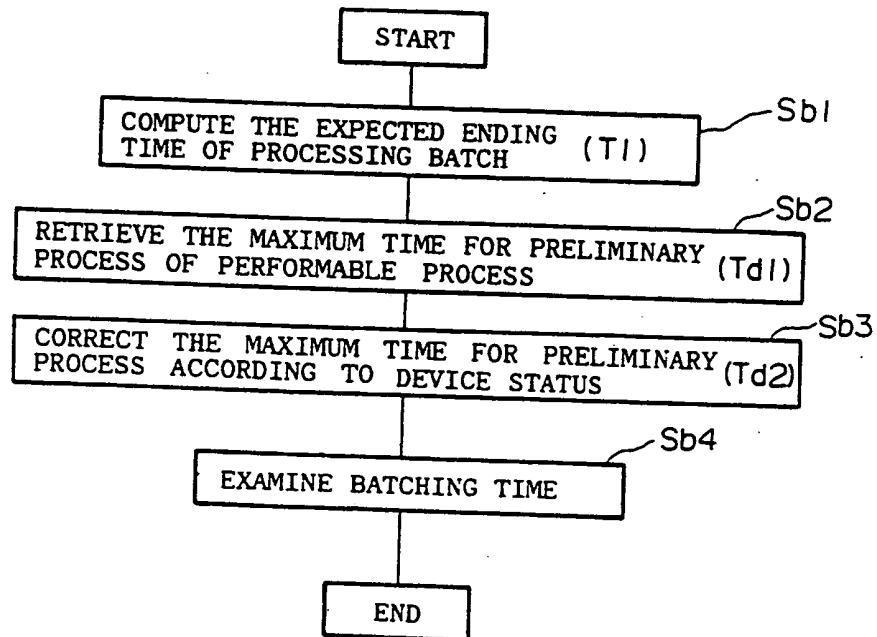 START
Sb1
COMPUTE THE EXPECTED ENDING
TIME OF PROCESSING BATCH (T1)
Sb2
RETRIEVE THE MAXIMUM TIME FOR PRELIMINARY
PROCESS OF PERFORMABLE PROCESS (Td1)
Sb3
CORRECT THE MAXIMUM TIME FOR PRELIMINARY
PROCESS ACCORDING TO DEVICE STATUS (Td2)
Sb4
EXAMINE BATCHING TIME
END